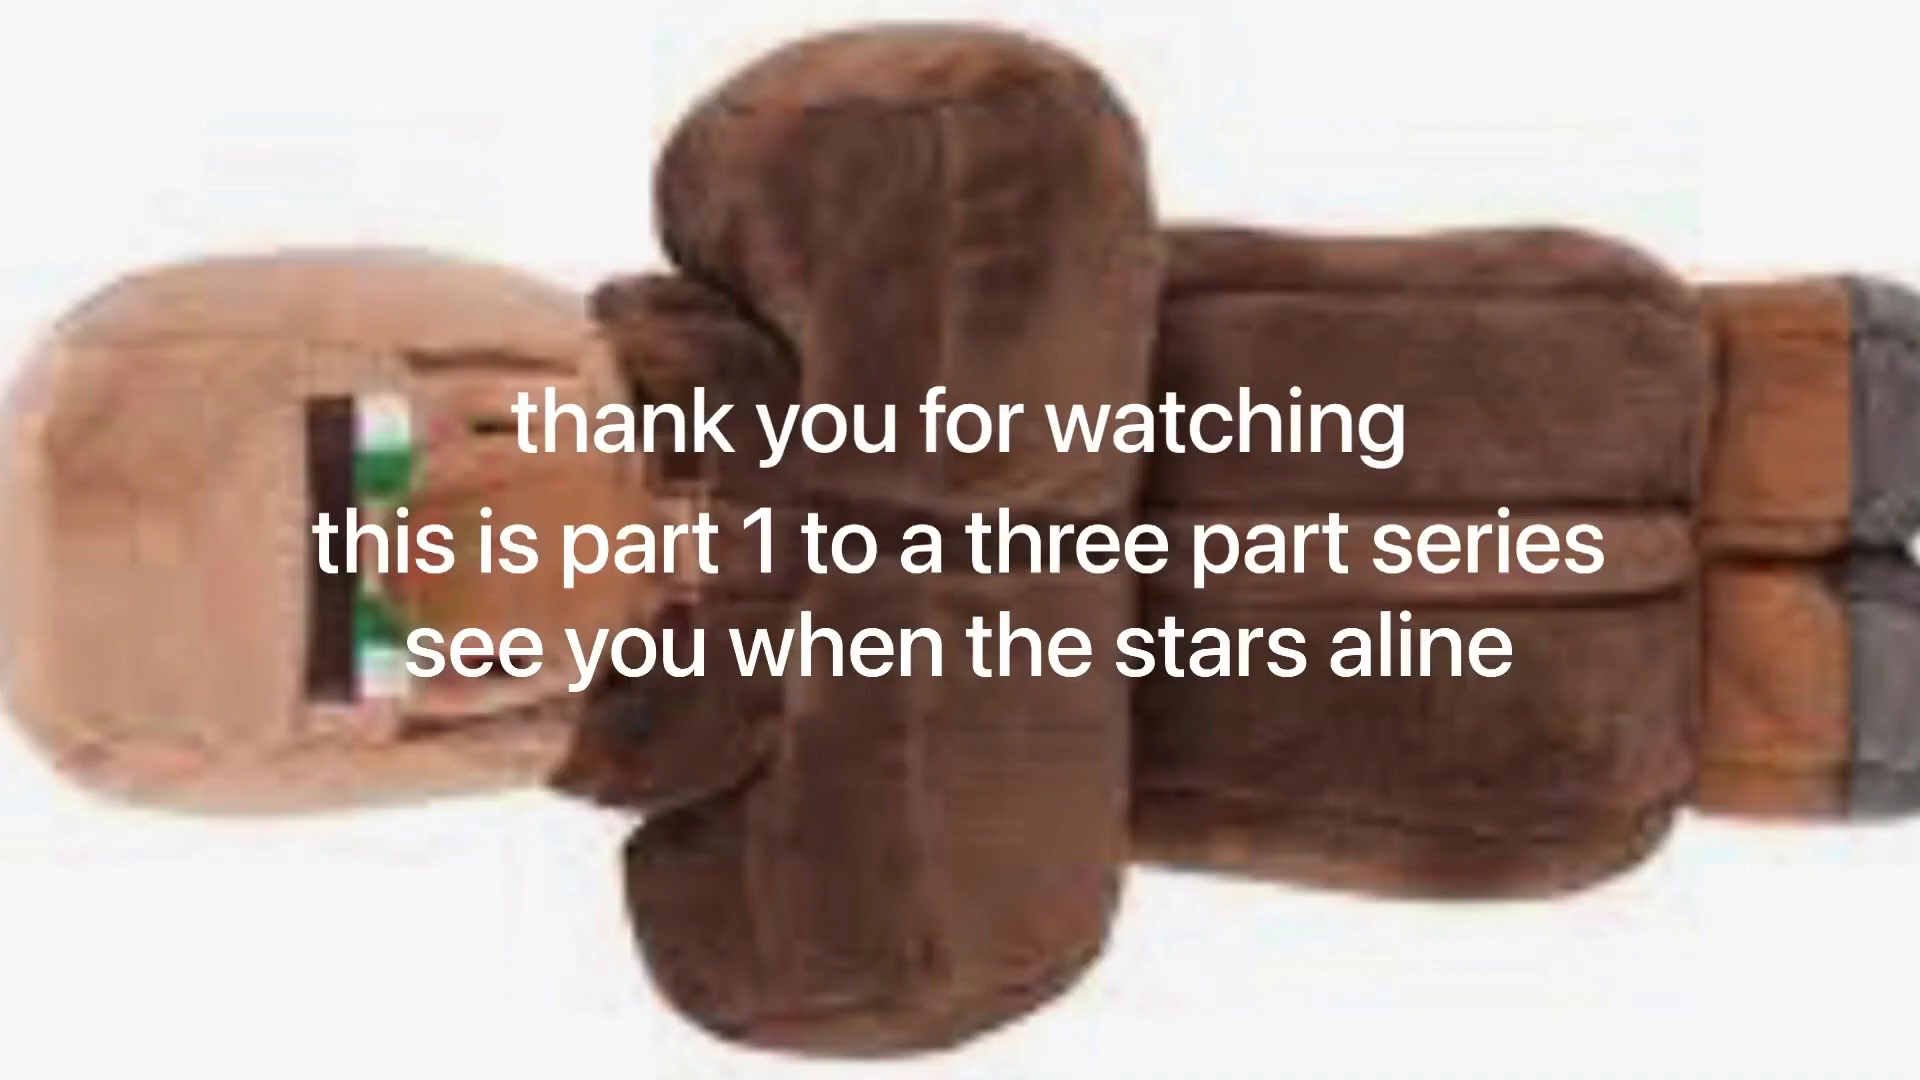 thank you for watching
this is part 1 to a three part series
see you when the stars aline